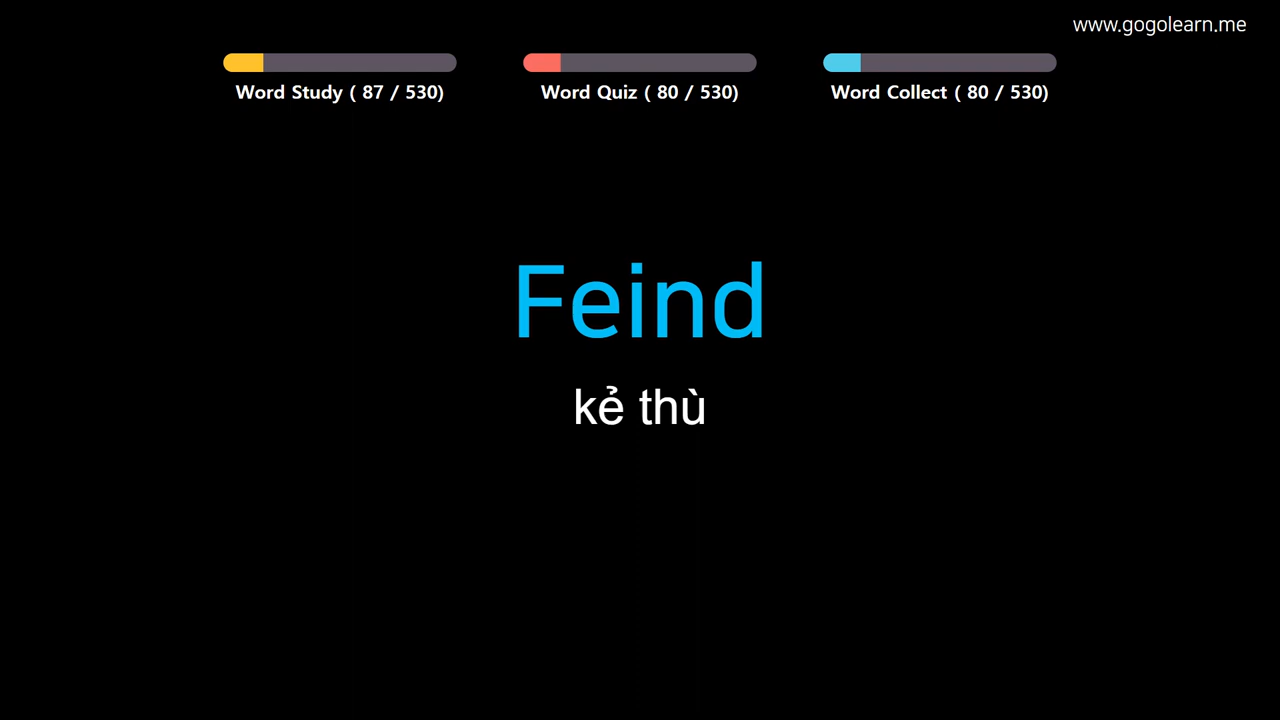 www.gogolearn.me
Word Study ( 87 / 530)
Word Quiz ( 80 / 530)
Word Collect ( 80 / 530)
Feind
kẻ thù